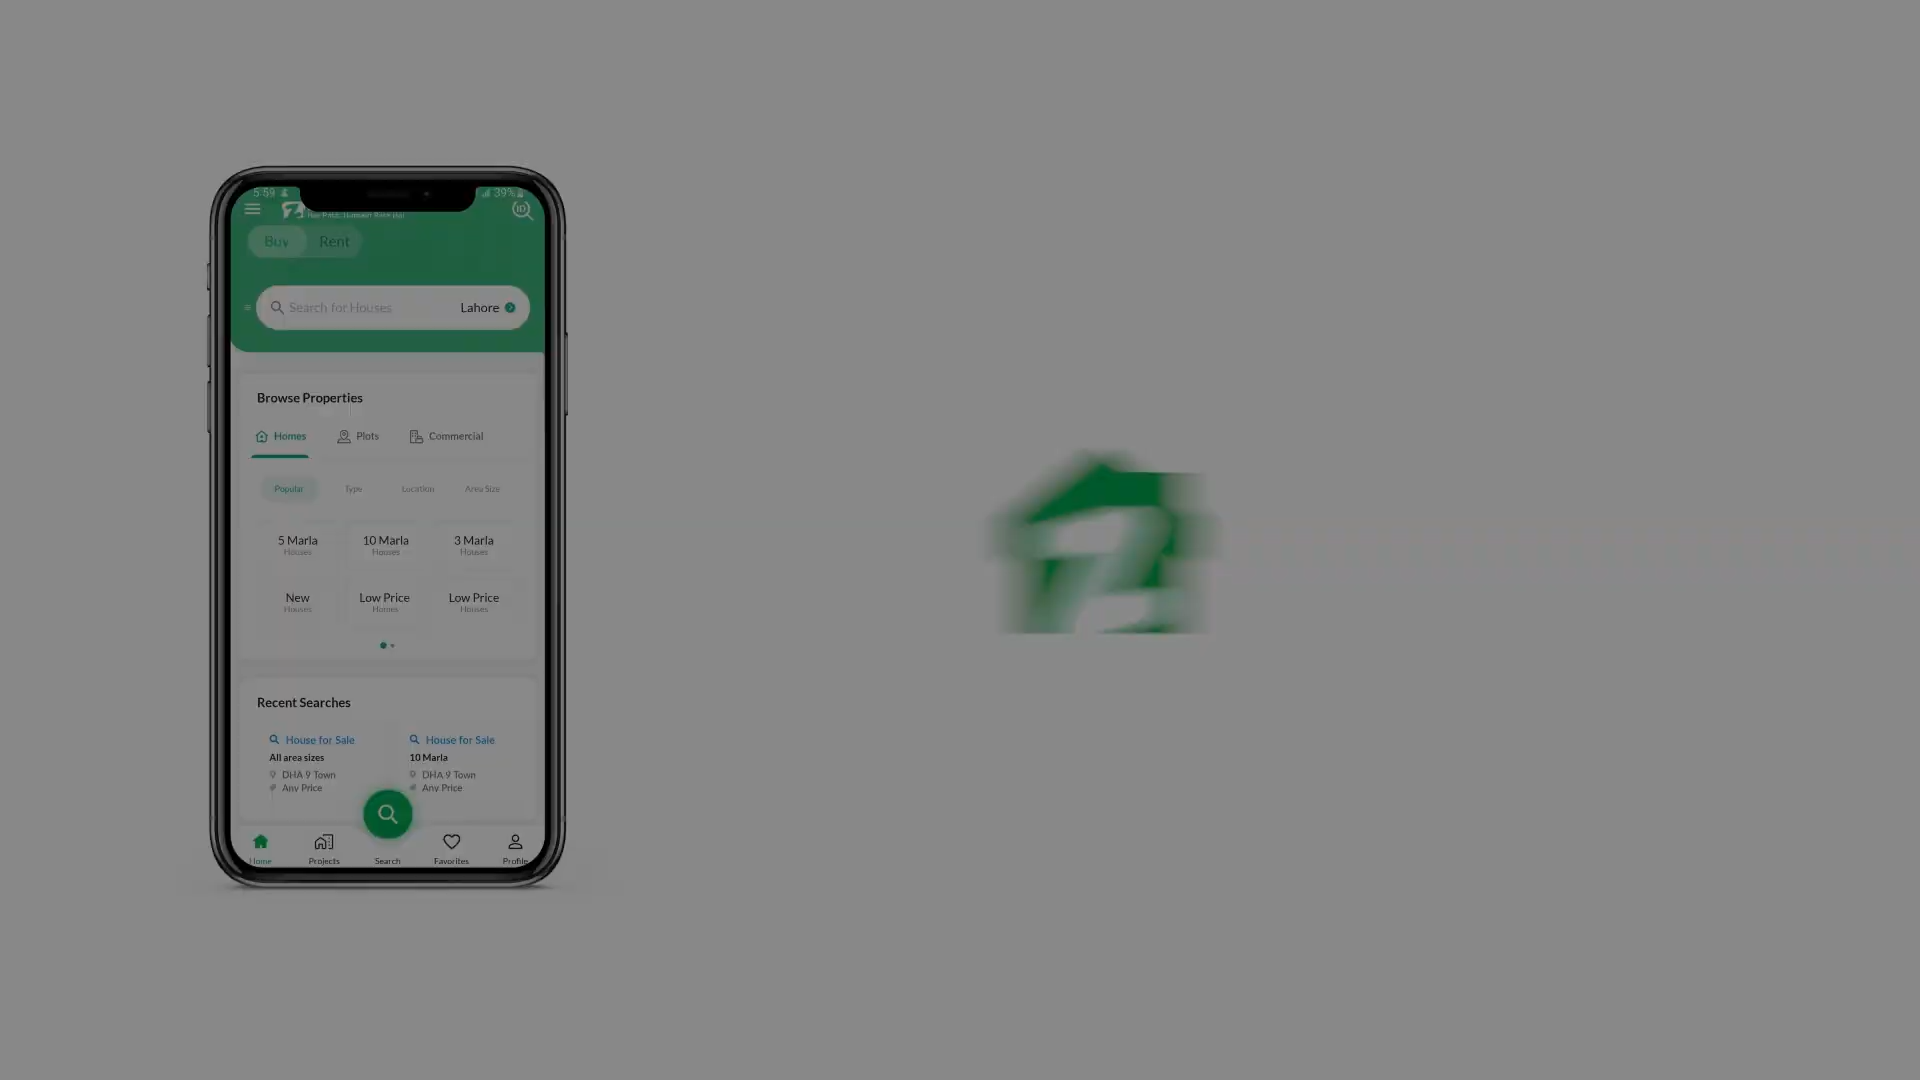 5:59 39%
Buy Rent
Search for Houses Lahore
Browse Properties
Homes Plots Commercial
Popular Type Location Area Size
5 Marla 10 Marla 3 Marla
Houses Houses Houses
New Low Price Low Price
Houses Homes Houses
Recent Searches
House for Sale House for Sale
All area sizes 10 Marla
DHA 9 Town DHA 9 Town
Any Price Any Price
Home Projects Search Favorites Profile